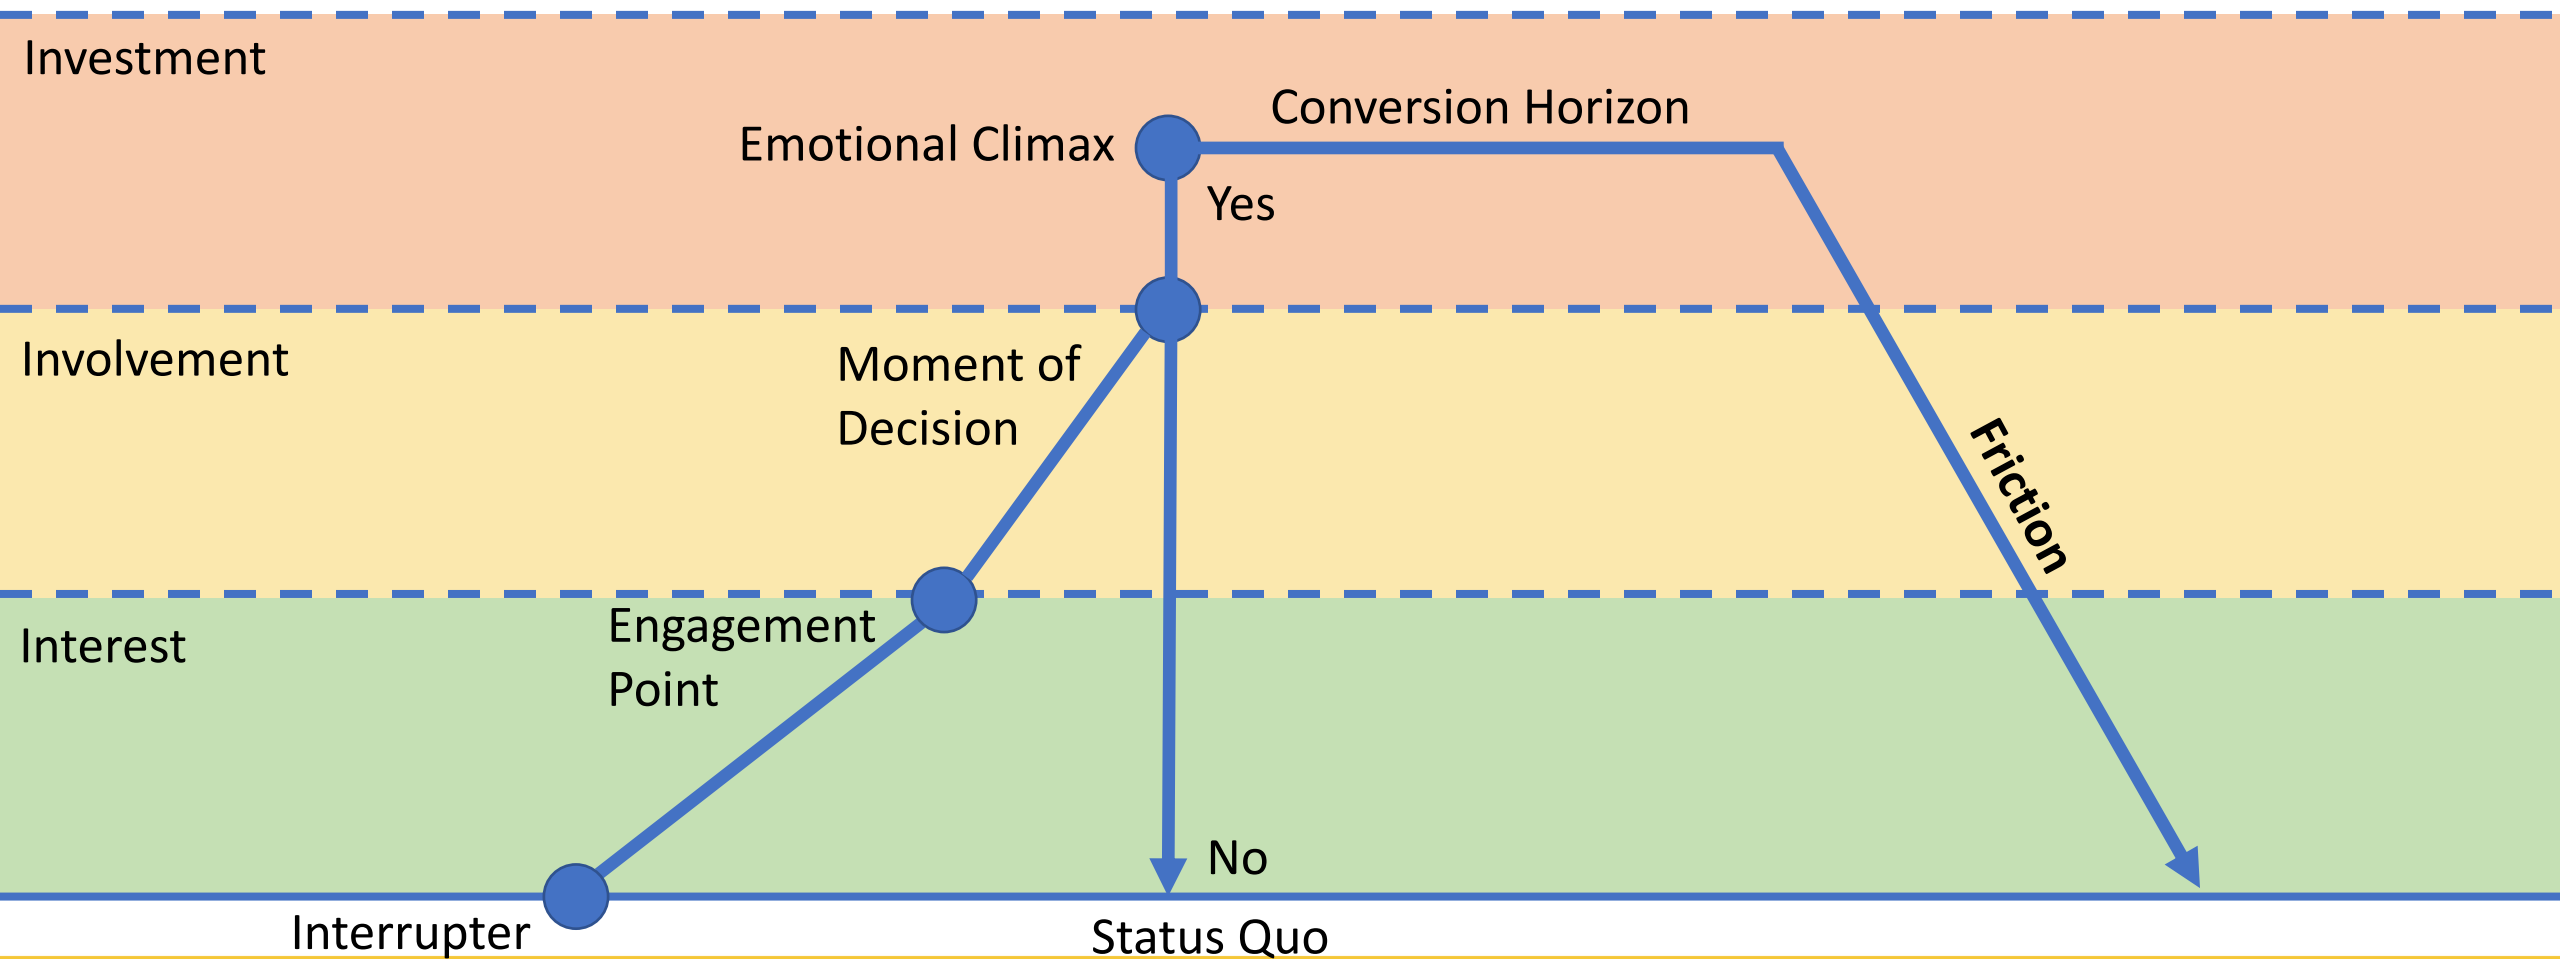 Investment
Conversion Horizon
Emotional Climax
Yes
Involvement
Moment of
Decision
Friction
Engagement
Point
Interest
No
Interrupter
Status Quo